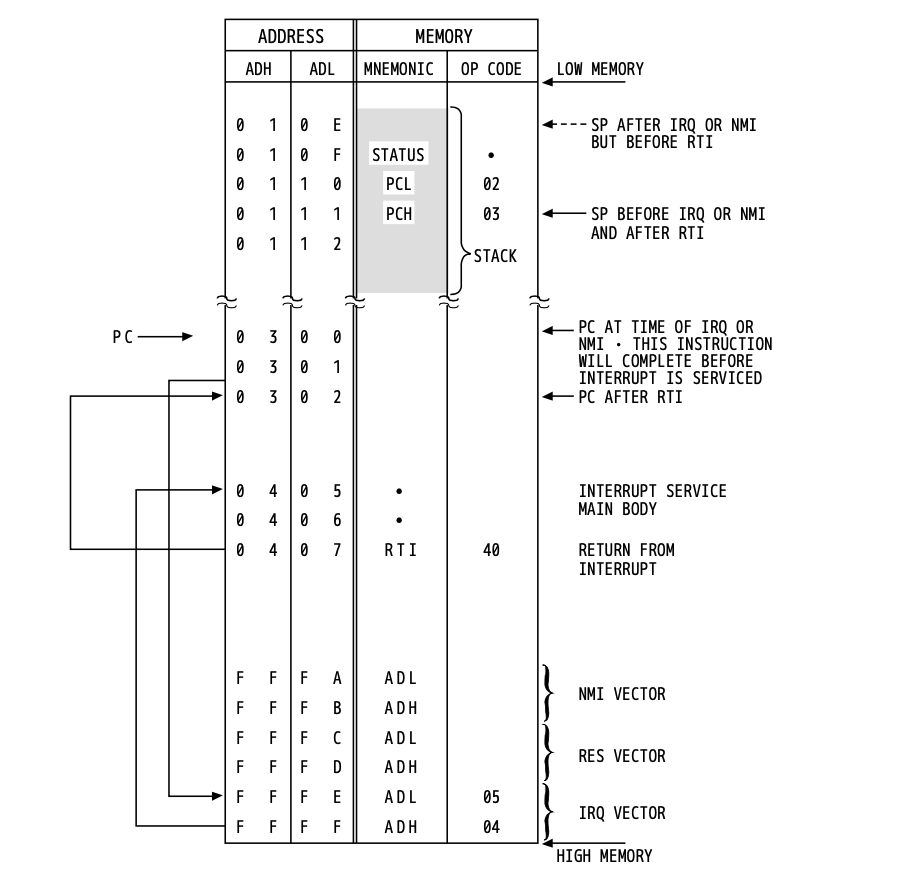 ADDRESS MEMORY
ADH ADL MNEMONIC OP CODE LOW MEMORY
0 1 0 E SP AFTER IRQ OR NMI
BUT BEFORE RTI
0 1 0 F STATUS •
0 1 1 0 PCL 02
0 1 1 1 PCH 03 SP BEFORE IRQ OR NMI
AND AFTER RTI
0 1 1 2
STACK
PC 0 3 0 0 PC AT TIME OF IRQ OR
NMI • THIS INSTRUCTION
0 3 0 1 WILL COMPLETE BEFORE
INTERRUPT IS SERVICED
0 3 0 2 PC AFTER RTI
0 4 0 5 • INTERRUPT SERVICE
MAIN BODY
0 4 0 6 •
0 4 0 7 RTI 40 RETURN FROM
INTERRUPT
F F F A ADL
NMI VECTOR
F F F B ADH
F F F C ADL
RES VECTOR
F F F D ADH
F F F E ADL 05
IRQ VECTOR
F F F F ADH 04
HIGH MEMORY